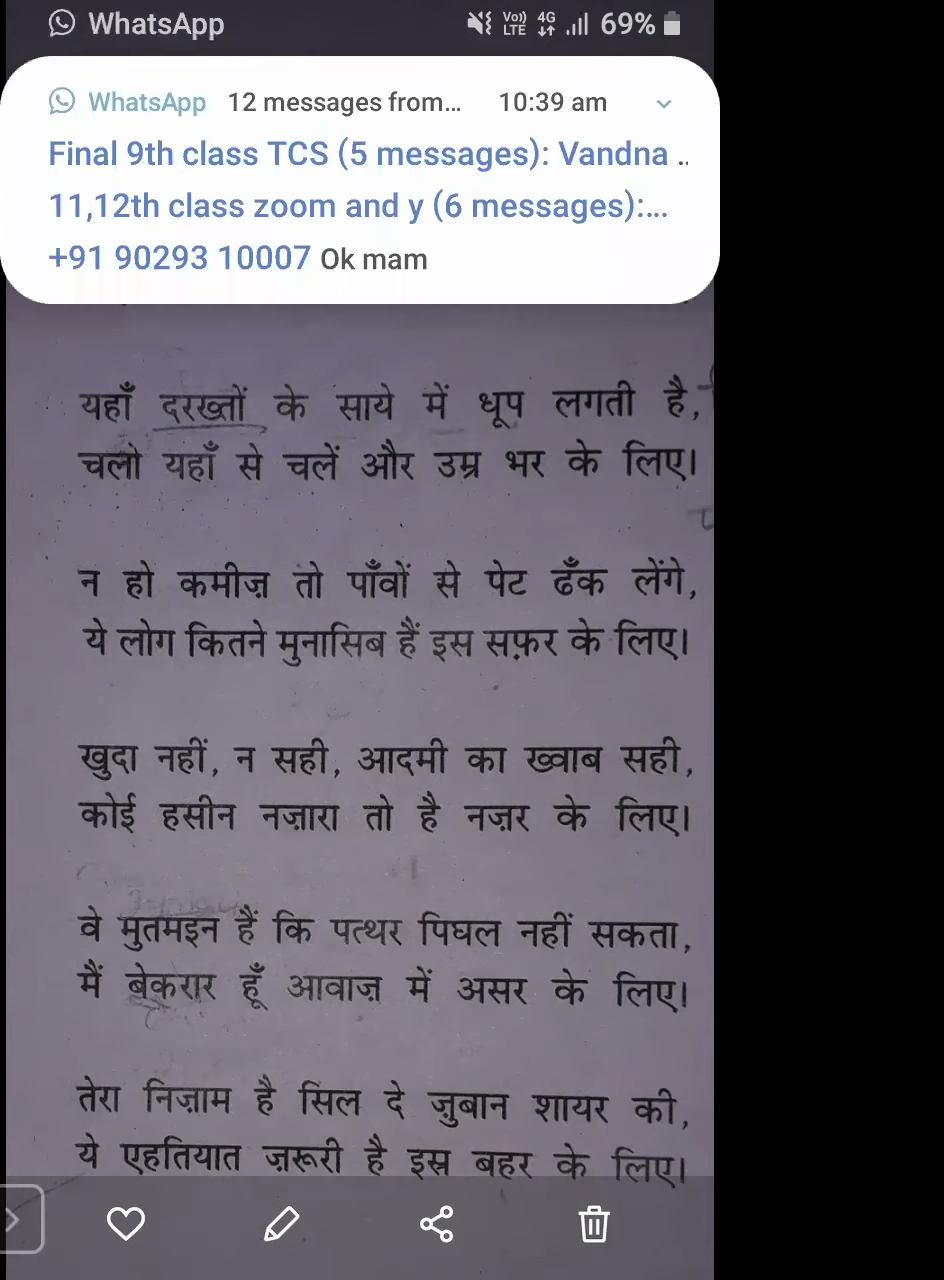 WhatsApp Vo)) LTE 4G 69%
WhatsApp 12 messages from... 10:39 am
Final 9th class TCS (5 messages): Vandna ..
11,12th class zoom and y (6 messages):...
+91 90293 10007 Ok mam
यहाँ दरख्तों के साये में धूप लगती है,
चलो यहाँ से चलें और उम्र भर के लिए।
न हो कमीज़ तो पाँवों से पेट ढँक लेंगे,
ये लोग कितने मुनासिब हैं इस सफ़र के लिए।
खुदा नहीं, न सही, आदमी का ख्वाब सही,
कोई हसीन नज़ारा तो है नज़र के लिए।
वे मुतमइन हैं कि पत्थर पिघल नहीं सकता,
मैं बेकरार हूँ आवाज़ में असर के लिए।
तेरा निज़ाम है सिल दे ज़ुबान शायर की,
ये एहतियात ज़रूरी है इस बहर के लिए।